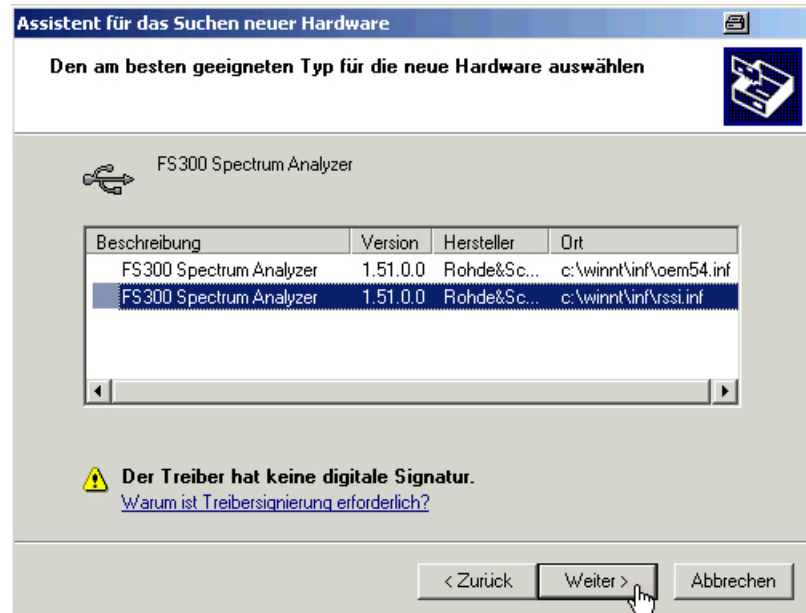 Assistent für das Suchen neuer Hardware
Den am besten geeigneten Typ für die neue Hardware auswählen
FS300 Spectrum Analyzer
Beschreibung Version Hersteller Ort
FS300 Spectrum Analyzer 1.51.0.0 Rohde&Sc... c:\winnt\inf\oem54.inf
FS300 Spectrum Analyzer 1.51.0.0 Rohde&Sc... c:\winnt\inf\rssi.inf
Der Treiber hat keine digitale Signatur.
Warum ist Treibersignierung erforderlich?
< Zurück Weiter > Abbrechen